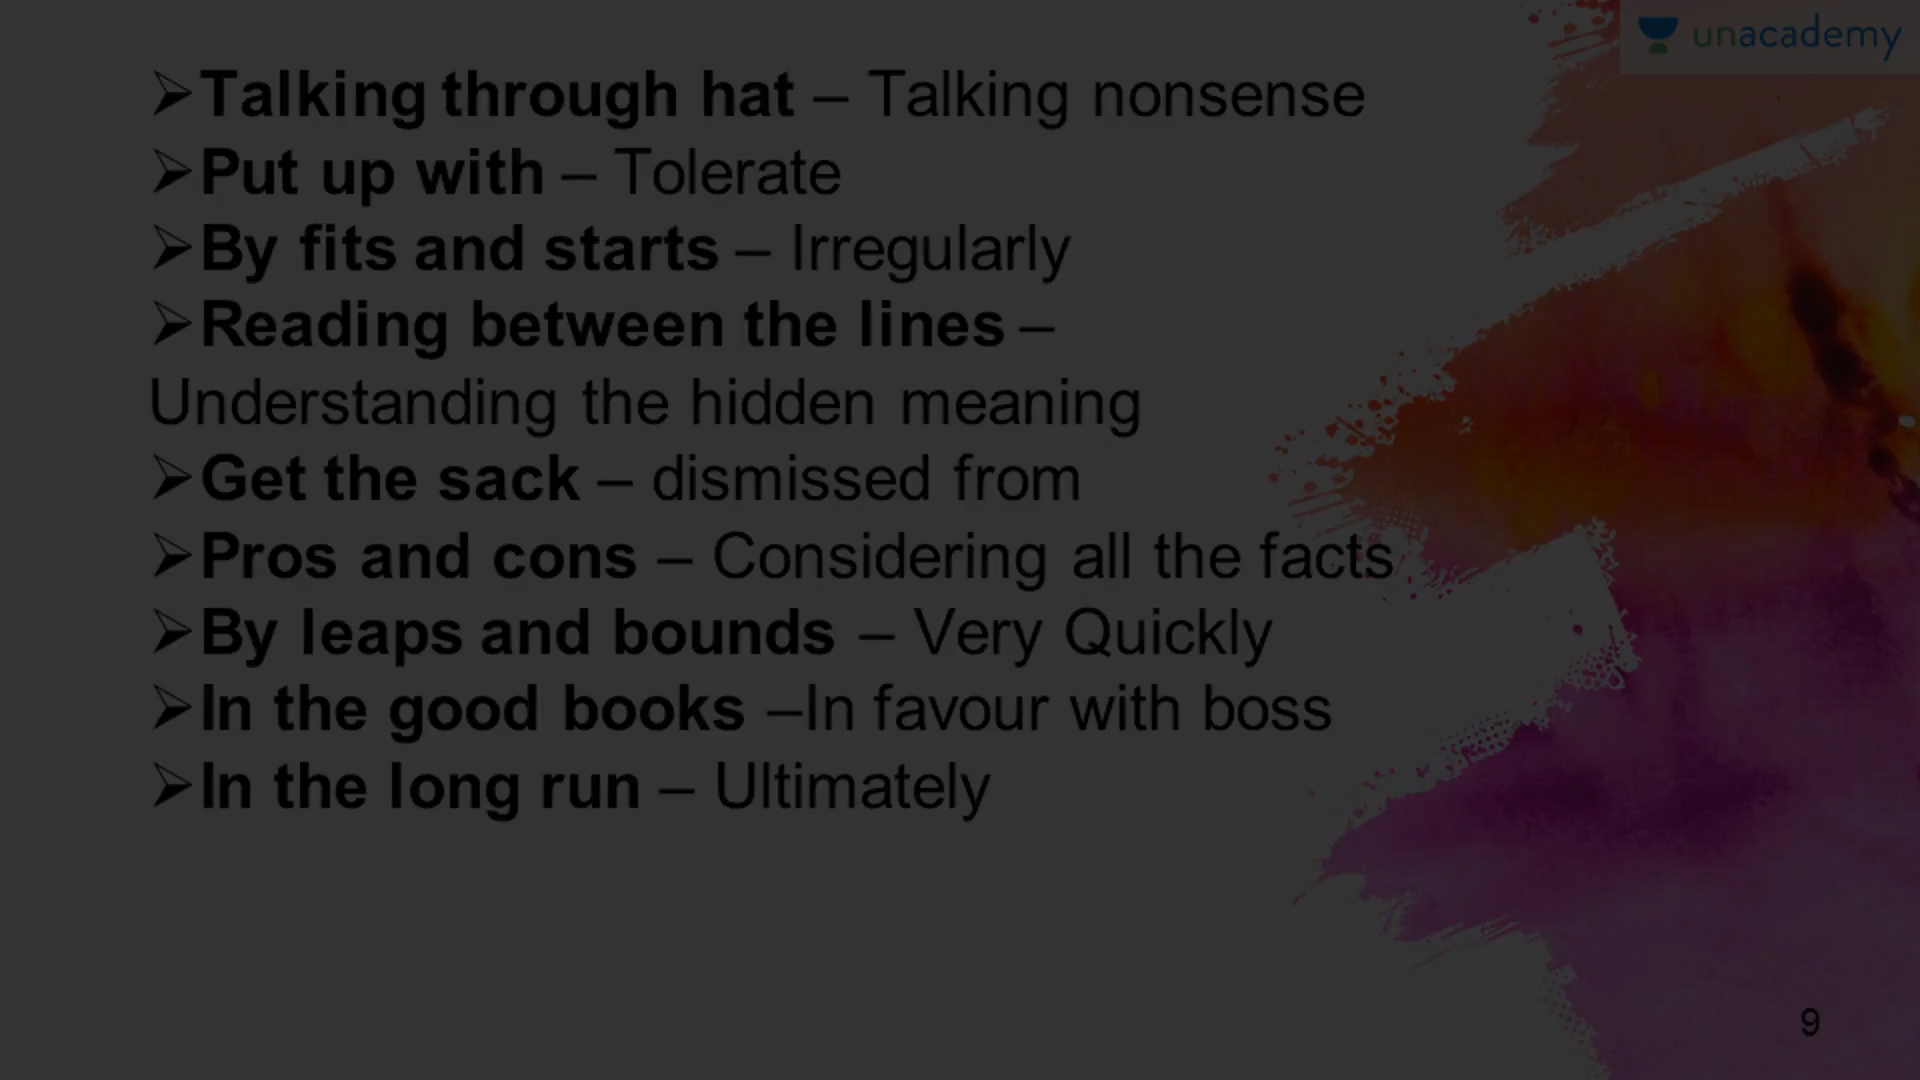 unacademy
➢Talking through hat – Talking nonsense
➢Put up with – Tolerate
➢By fits and starts – Irregularly
➢Reading between the lines –
Understanding the hidden meaning
➢Get the sack – dismissed from
➢Pros and cons – Considering all the facts
➢By leaps and bounds – Very Quickly
➢In the good books –In favour with boss
➢In the long run – Ultimately
9